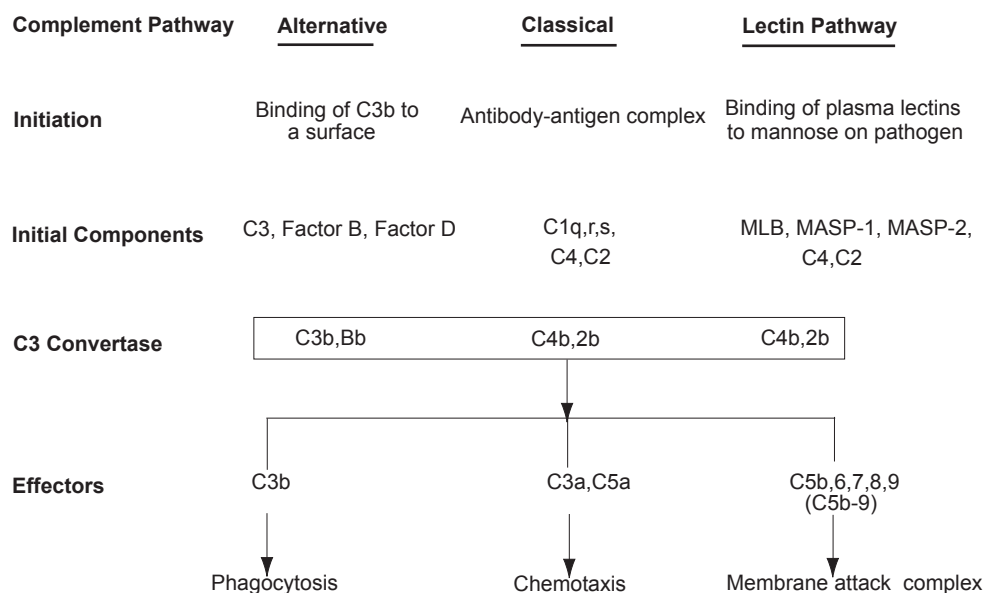 Complement Pathway Alternative Classical Lectin Pathway
Initiation Binding of C3b to a surface Antibody-antigen complex Binding of plasma lectins to mannose on pathogen
Initial Components C3, Factor B, Factor D C1q,r,s, C4,C2 MLB, MASP-1, MASP-2, C4,C2
C3 Convertase C3b,Bb C4b,2b C4b,2b
Effectors C3b C3a,C5a C5b,6,7,8,9 (C5b-9)
Phagocytosis Chemotaxis Membrane attack complex